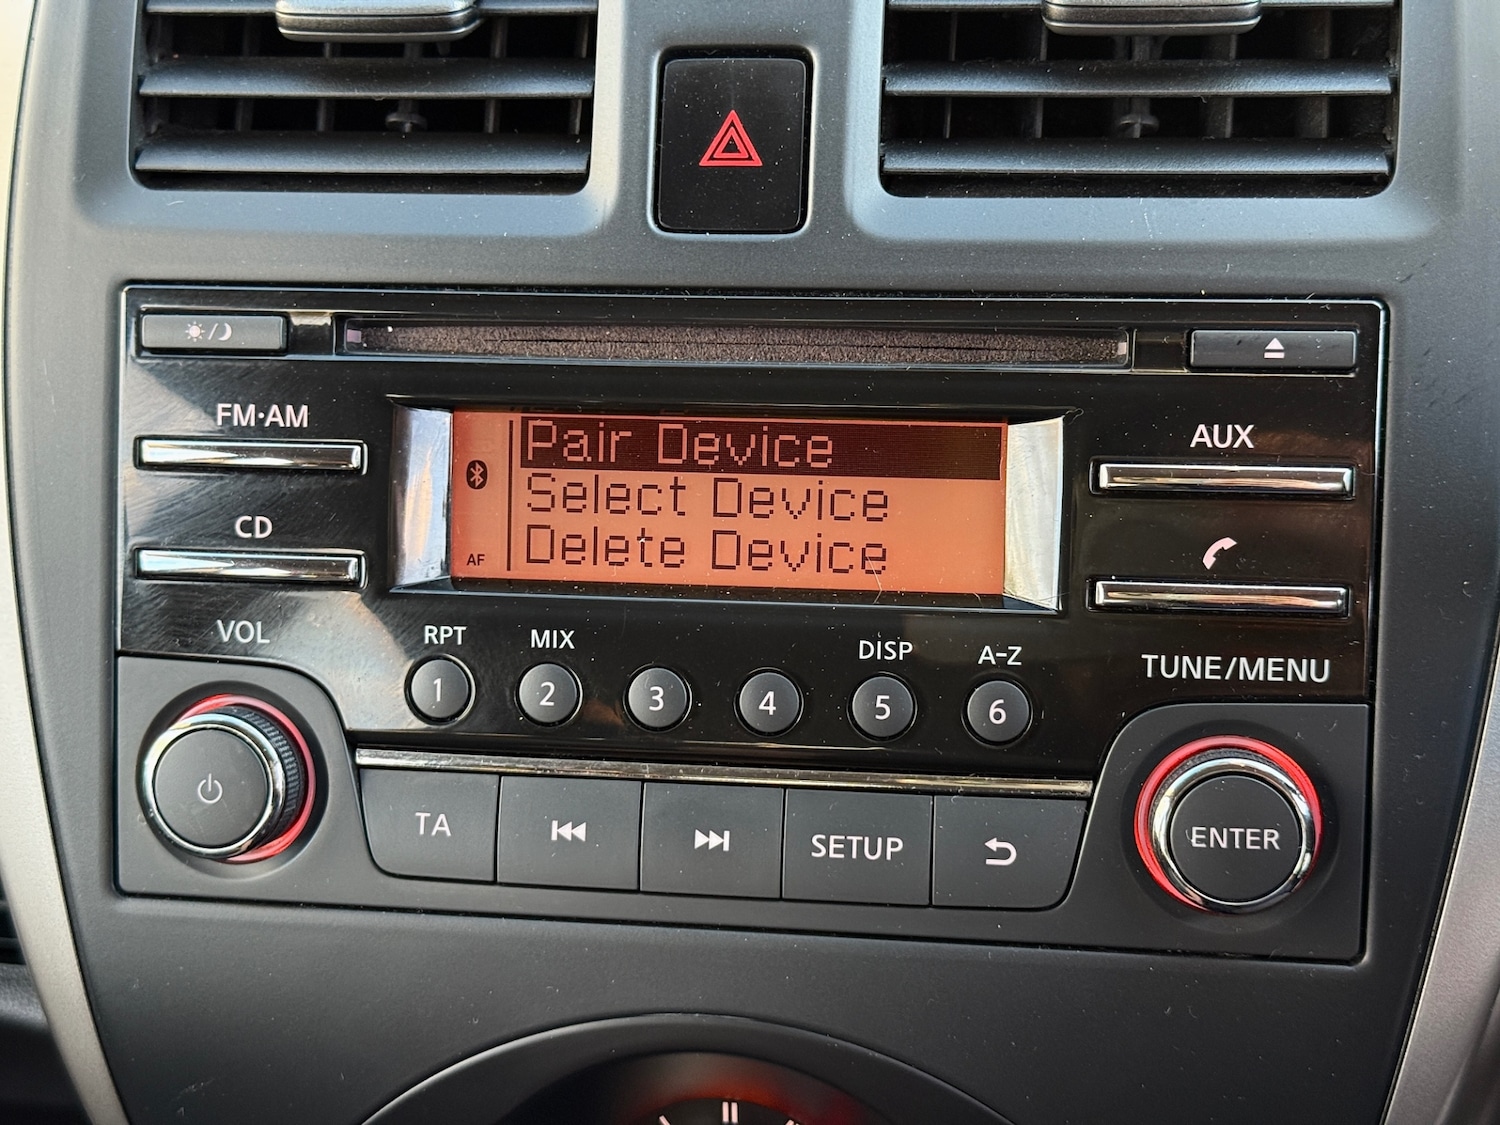 FM·AM
CD
VOL
Pair Device
Select Device
Delete Device
AF
AUX
RPT
MIX
DISP
A-Z
TUNE/MENU
1
2
3
4
5
6
TA
SETUP
ENTER